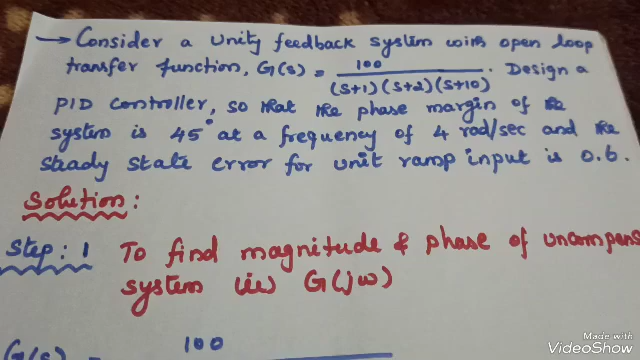 → Consider a unity feedback system with open loop
transfer function, G(s) = 100 / (s+1)(s+2)(s+10) . Design a
PID controller, so that the phase margin of the
system is 45° at a frequency of 4 rad/sec and the
steady state error for unit ramp input is 0.6.
Solution:
Step: 1 To find magnitude & phase of uncompens
system (ie) G(jω)
G(s) = 100
Made with
VideoShow